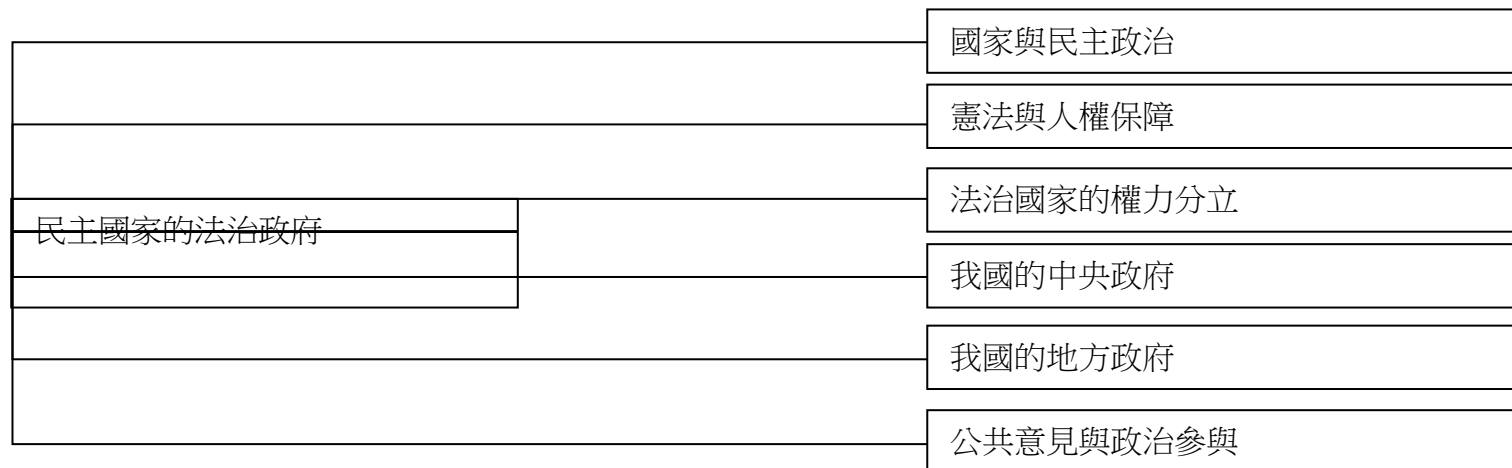 國家與民主政治
憲法與人權保障
法治國家的權力分立
民主國家的法治政府
我國的中央政府
我國的地方政府
公共意見與政治參與